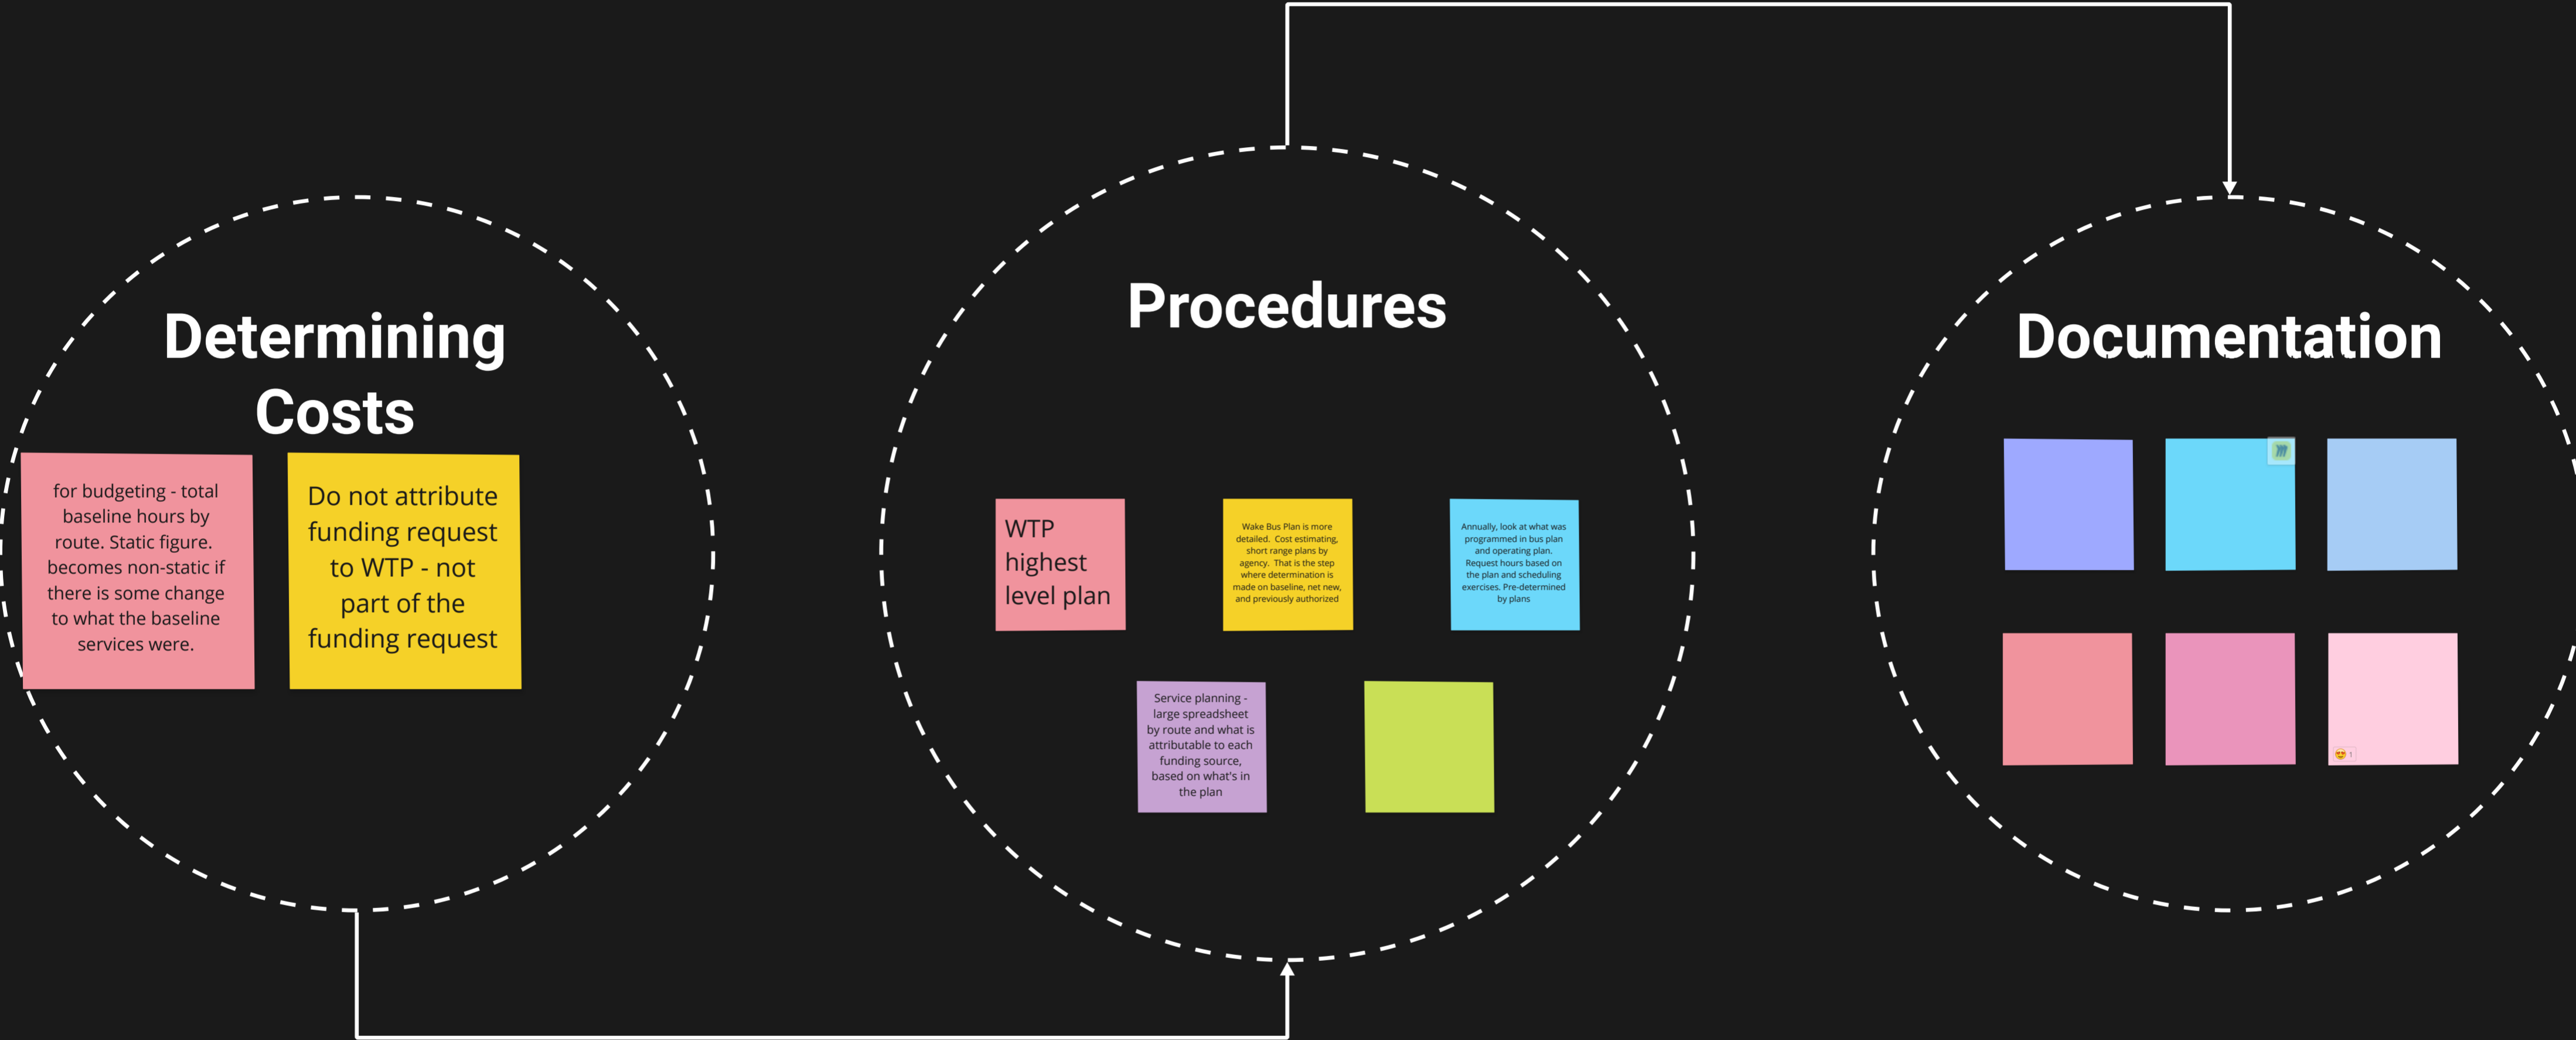 Determining
Costs
for budgeting - total
baseline hours by
route. Static figure.
becomes non-static if
there is some change
to what the baseline
services were.
Do not attribute
funding request
to WTP - not
part of the
funding request
Procedures
WTP
highest
level plan
Wake Bus Plan is more
detailed. Cost estimating,
short range plans by
agency. That is the step
where determination is
made on baseline, net new,
and previously authorized
Annually, look at what was
programmed in bus plan
and operating plan.
Request hours based on
the plan and scheduling
exercises. Pre-determined
by plans
Service planning -
large spreadsheet
by route and what is
attributable to each
funding source,
based on what's in
the plan
Documentation